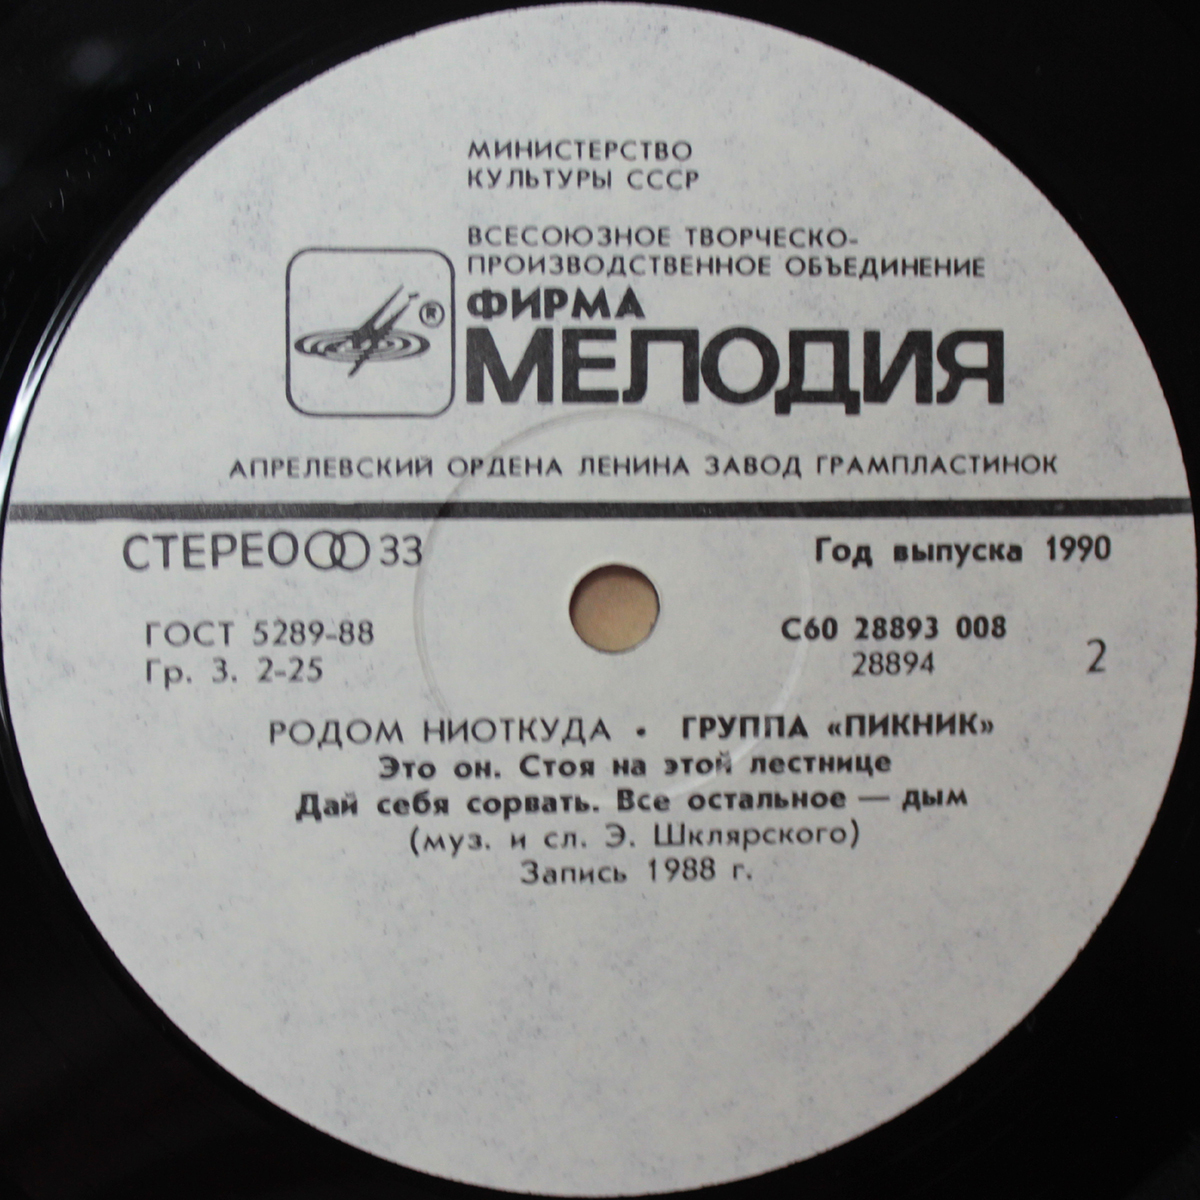 МИНИСТЕРСТВО
КУЛЬТУРЫ СССР
ВСЕСОЮЗНОЕ ТВОРЧЕСКО-
ПРОИЗВОДСТВЕННОЕ ОБЪЕДИНЕНИЕ
ФИРМА
®
МЕЛОДИЯ
АПРЕЛЕВСКИЙ ОРДЕНА ЛЕНИНА ЗАВОД ГРАМПЛАСТИНОК
СТЕРЕО 33
Год выпуска 1990
ГОСТ 5289-88
С60 28893 008
Гр. 3. 2-25
28894
2
РОДОМ НИОТКУДА • ГРУППА «ПИКНИК»
Это он. Стоя на этой лестнице
Дай себя сорвать. Все остальное — дым
(муз. и сл. Э. Шклярского)
Запись 1988 г.